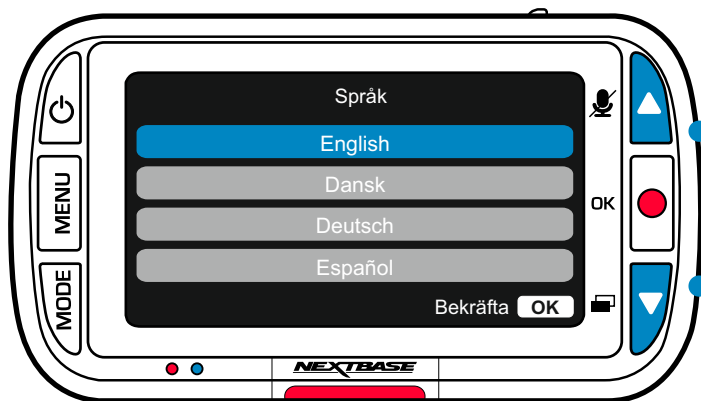 Språk
English
Dansk
Deutsch
Español
Bekräfta OK
MENU
MODE
OK
NEXTBASE